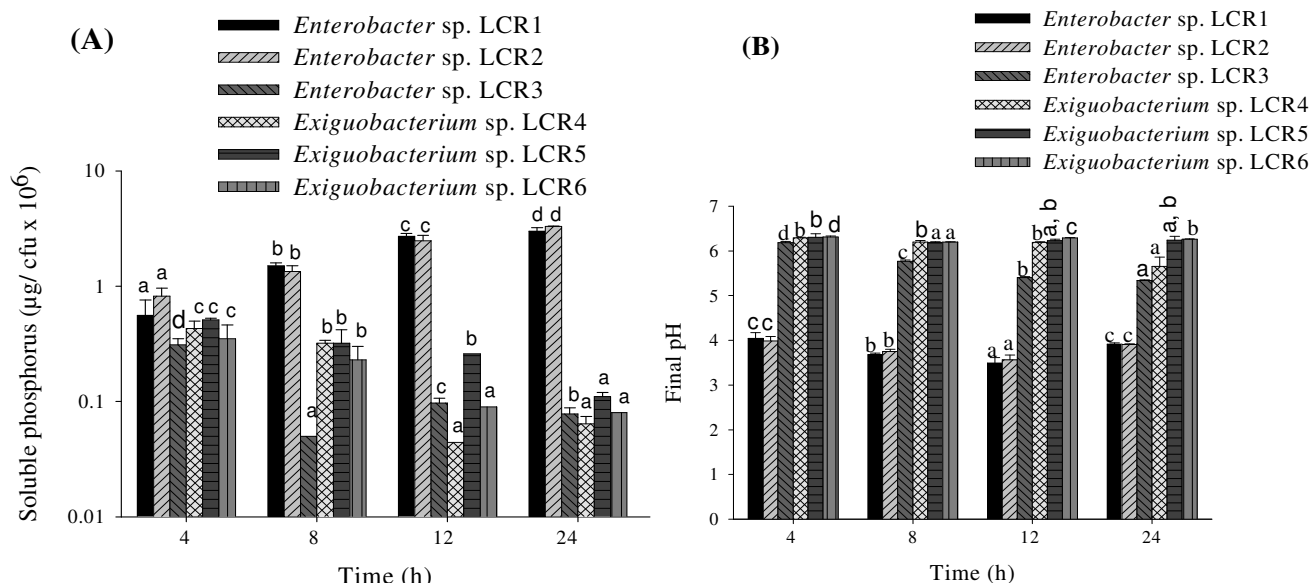 (A)
Enterobacter sp. LCR1
Enterobacter sp. LCR2
Enterobacter sp. LCR3
Exiguobacterium sp. LCR4
Exiguobacterium sp. LCR5
Exiguobacterium sp. LCR6
Soluble phosphorus (µg/ cfu x 10⁶)
10
1
0.1
0.01
a a d c c c
b b a b b b
c c c a b a
d d b a a a
4 8 12 24
Time (h)
(B)
Enterobacter sp. LCR1
Enterobacter sp. LCR2
Enterobacter sp. LCR3
Exiguobacterium sp. LCR4
Exiguobacterium sp. LCR5
Exiguobacterium sp. LCR6
Final pH
7
6
5
4
3
2
1
0
c c d b b d
b b c b a a
a a b b a, b c
c c a a a, b b
4 8 12 24
Time (h)